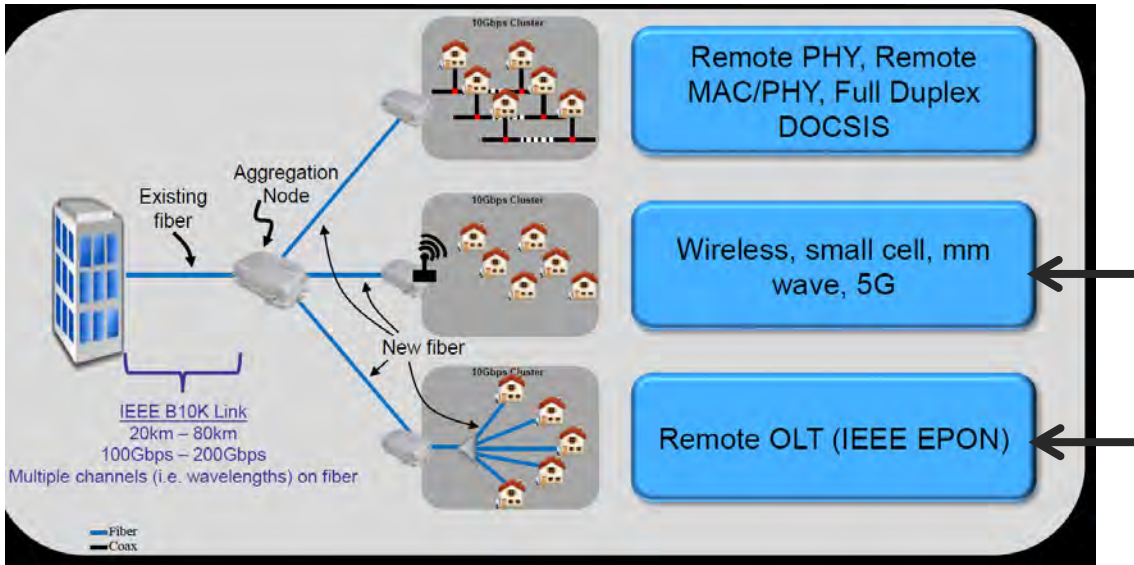 10Gbps Cluster
Remote PHY, Remote
MAC/PHY, Full Duplex
DOCSIS
Existing
fiber
Aggregation
Node
10Gbps Cluster
Wireless, small cell, mm
wave, 5G
New fiber
10Gbps Cluster
Remote OLT (IEEE EPON)
IEEE B10K Link
20km – 80km
100Gbps – 200Gbps
Multiple channels (i.e. wavelengths) on fiber
Fiber
Coax